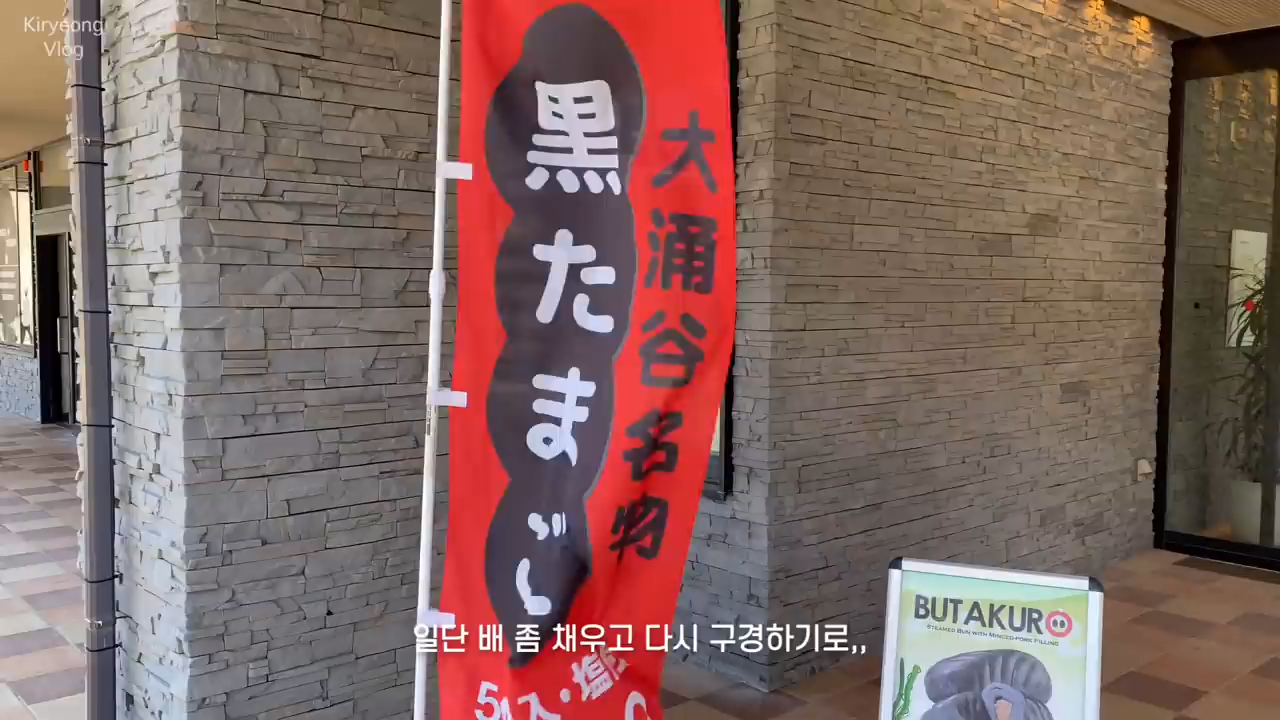 Kiryeong
Vlog
大涌谷名物
黒たまご
BUTAKURO
STEAMED BUN WITH MINCED PORK FILLING
일단 배 좀 채우고 다시 구경하기로,,